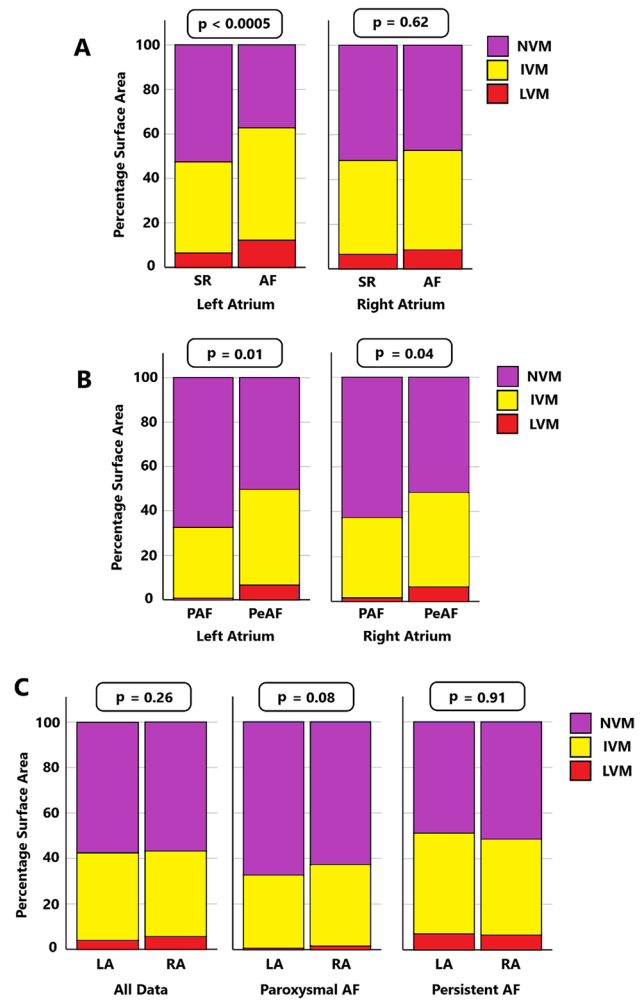 A
p < 0.0005
p = 0.62
NVM
IVM
LVM
Percentage Surface Area
100
80
60
40
20
0
SR
AF
SR
AF
Left Atrium
Right Atrium
B
p = 0.01
p = 0.04
NVM
IVM
LVM
Percentage Surface Area
100
80
60
40
20
0
PAF
PeAF
PAF
PeAF
Left Atrium
Right Atrium
C
p = 0.26
p = 0.08
p = 0.91
NVM
IVM
LVM
Percentage Surface Area
100
80
60
40
20
0
LA
RA
LA
RA
LA
RA
All Data
Paroxysmal AF
Persistent AF